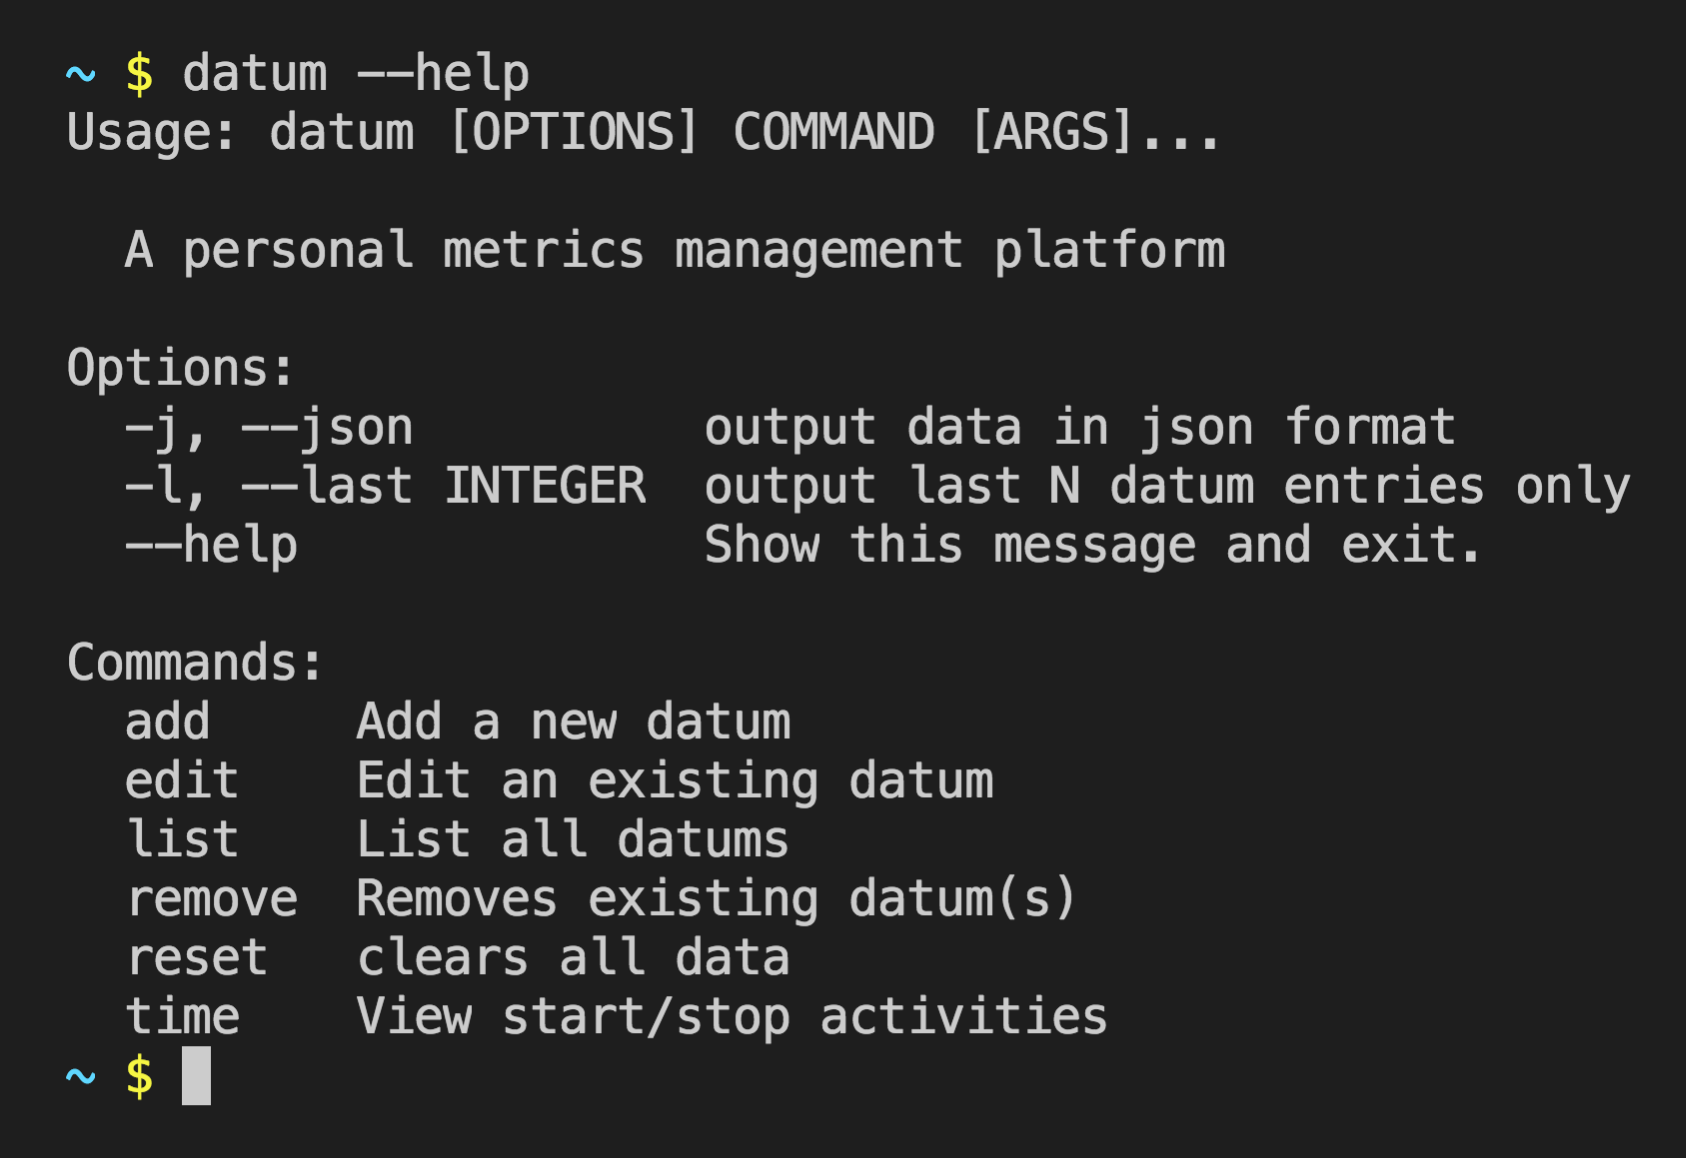 ~ $ datum --help
Usage: datum [OPTIONS] COMMAND [ARGS]...

  A personal metrics management platform

Options:
  -j, --json          output data in json format
  -l, --last INTEGER  output last N datum entries only
  --help              Show this message and exit.

Commands:
  add     Add a new datum
  edit    Edit an existing datum
  list    List all datums
  remove  Removes existing datum(s)
  reset   clears all data
  time    View start/stop activities
~ $